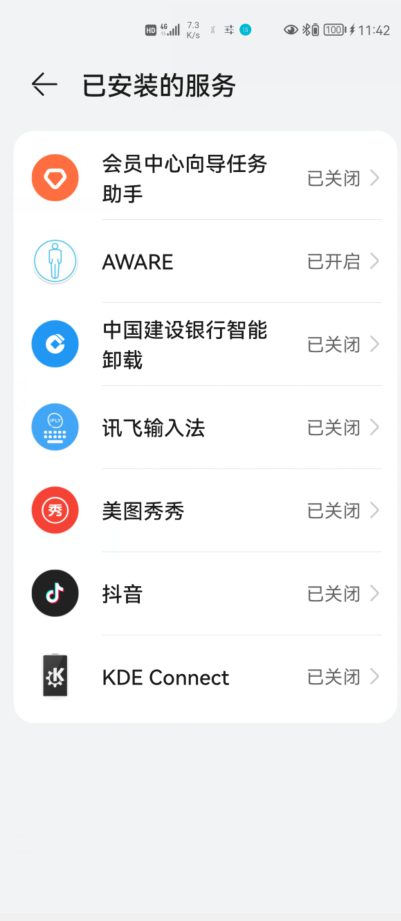 HD 4G 7.3 K/s 100 11:42
已安装的服务
会员中心向导任务
助手
已关闭
AWARE
已开启
中国建设银行智能
卸载
已关闭
iFLY
讯飞输入法
已关闭
秀
美图秀秀
已关闭
抖音
已关闭
K
KDE Connect
已关闭